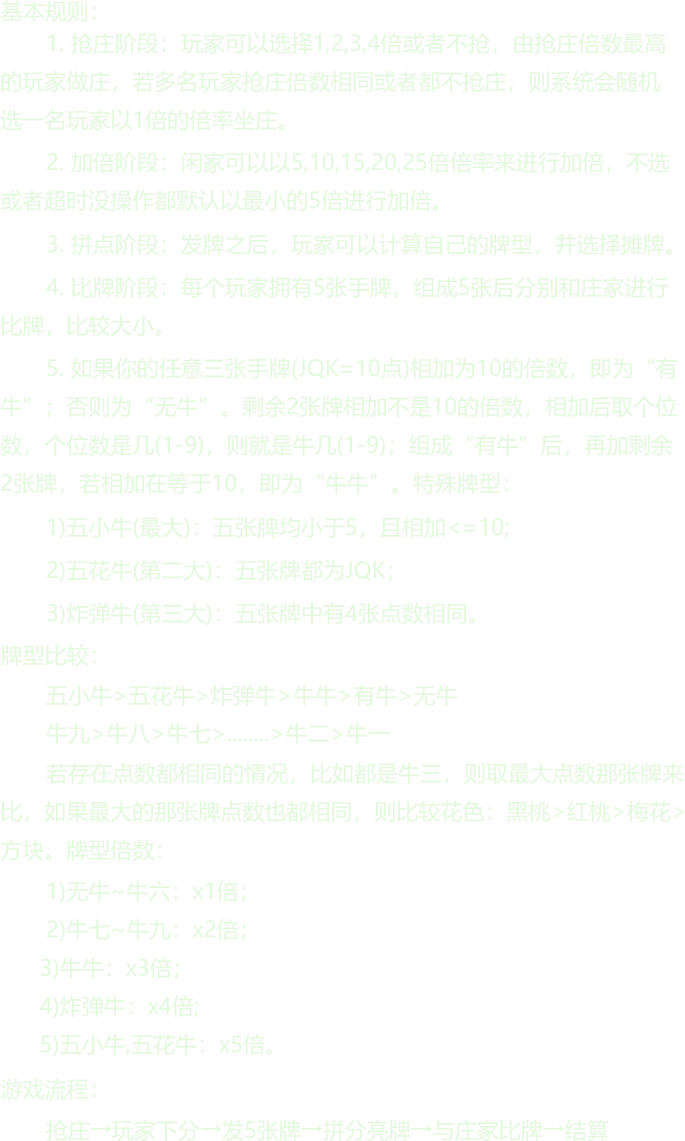 基本规则：
1. 抢庄阶段：玩家可以选择1,2,3,4倍或者不抢，由抢庄倍数最高
的玩家做庄，若多名玩家抢庄倍数相同或者都不抢庄，则系统会随机
选一名玩家以1倍的倍率坐庄。
2. 加倍阶段：闲家可以以5,10,15,20,25倍倍率来进行加倍，不选
或者超时没操作都默认以最小的5倍进行加倍。
3. 拼点阶段：发牌之后，玩家可以计算自己的牌型，并选择摊牌。
4. 比牌阶段：每个玩家拥有5张手牌，组成5张后分别和庄家进行
比牌，比较大小。
5. 如果你的任意三张手牌(JQK=10点)相加为10的倍数，即为“有
牛”；否则为“无牛”。剩余2张牌相加不是10的倍数，相加后取个位
数，个位数是几(1-9)，则就是牛几(1-9)；组成“有牛”后，再加剩余
2张牌，若相加在等于10，即为“牛牛”。特殊牌型：
1)五小牛(最大)：五张牌均小于5，且相加<=10;
2)五花牛(第二大)：五张牌都为JQK；
3)炸弹牛(第三大)：五张牌中有4张点数相同。
牌型比较：
五小牛>五花牛>炸弹牛>牛牛>有牛>无牛
牛九>牛八>牛七>........>牛二>牛一
若存在点数都相同的情况，比如都是牛三，则取最大点数那张牌来
比，如果最大的那张牌点数也都相同，则比较花色：黑桃>红桃>梅花>
方块。牌型倍数：
1)无牛~牛六：x1倍；
2)牛七~牛九：x2倍；
3)牛牛：x3倍；
4)炸弹牛：x4倍;
5)五小牛,五花牛：x5倍。
游戏流程：
抢庄→玩家下分→发5张牌→拼分亮牌→与庄家比牌→结算